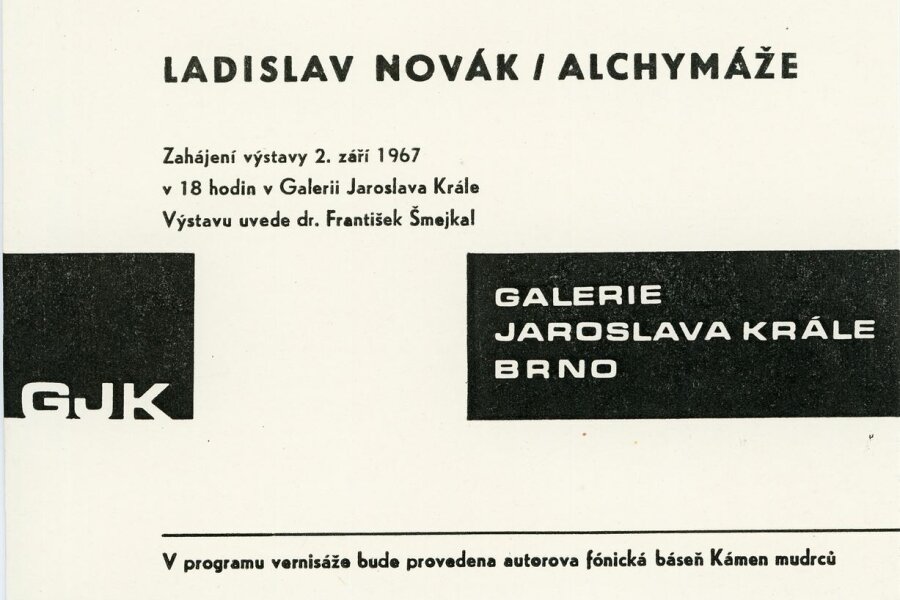 LADISLAV NOVÁK / ALCHYMÁŽE
Zahájení výstavy 2. září 1967
v 18 hodin v Galerii Jaroslava Krále
Výstavu uvede dr. František Šmejkal
GALERIE
JAROSLAVA KRÁLE
BRNO
GJK
V programu vernisáže bude provedena autorova fónická báseň Kámen mudrců